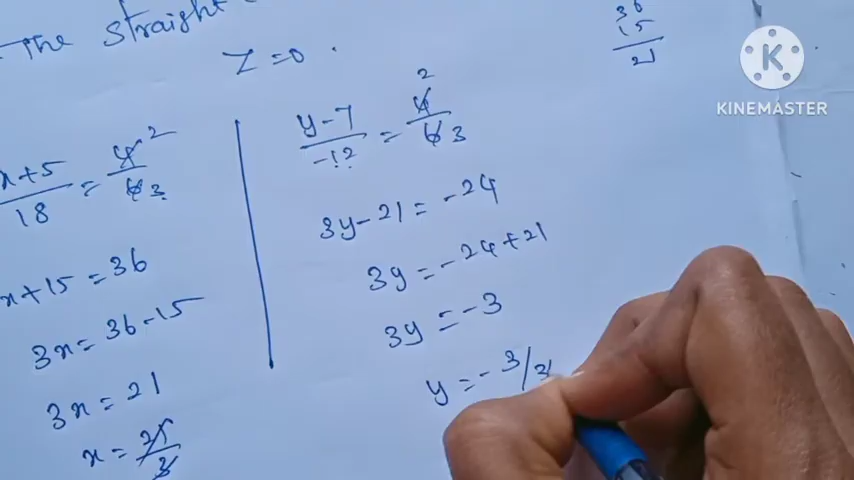 The straight
Z = 0.
x+5/18 = 4/6 2 3
x+15 = 36
3x = 36-15
3x = 21
x = 21/3
y-7/-12 = 4/6 2 3
3y-21 = -24
3y = -24+21
3y = -3
y = -3/3
36
15
21
KINEMASTER